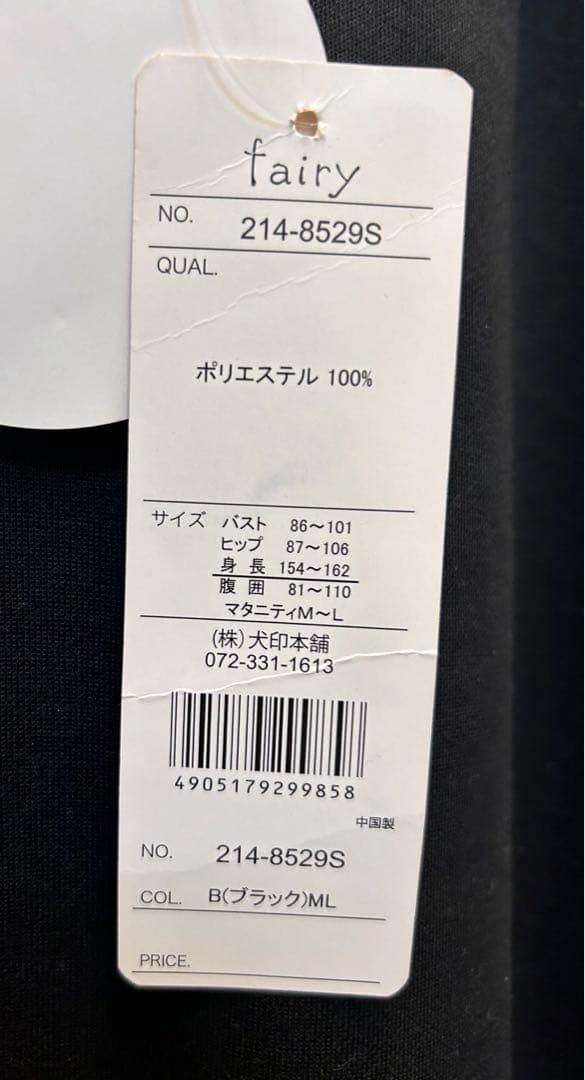 fairy
NO. 214-8529S
QUAL.
ポリエステル 100%
サイズ バスト 86～101
ヒップ 87～106
身長 154～162
腹囲 81～110
マタニティM～L
(株)犬印本舗
072-331-1613
4905179299858
中国製
NO. 214-8529S
COL. B(ブラック)ML
PRICE.